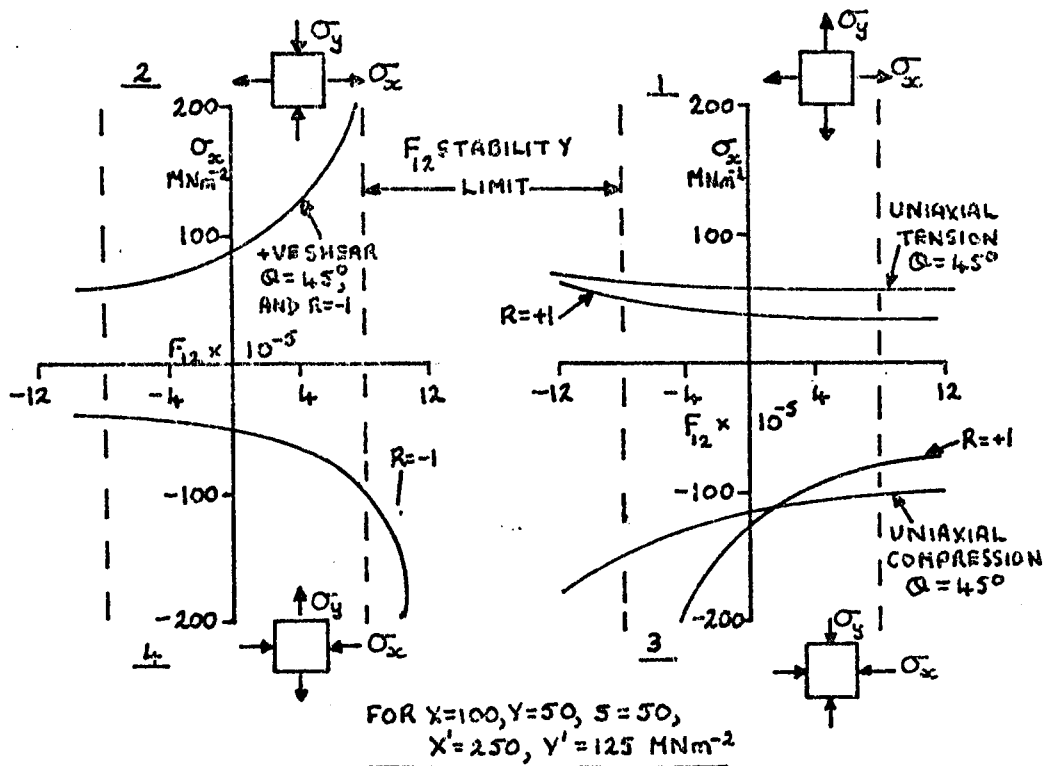 2
σy
σx
200
σx
MNm-2
100
+VE SHEAR
Q=45°,
AND R=-1
F12 × 10-5
-12
-4
4
12
R=-1
-100
-200
σy
σx
4
F12 STABILITY
LIMIT
1
σy
σx
200
σx
MNm-2
100
UNIAXIAL
TENSION
Q=45°
R=+1
-12
-4
4
12
F12 × 10-5
R=+1
-100
UNIAXIAL
COMPRESSION
Q=45°
-200
3
σy
σx
FOR X=100, Y=50, S=50,
X'=250, Y'=125 MNm-2